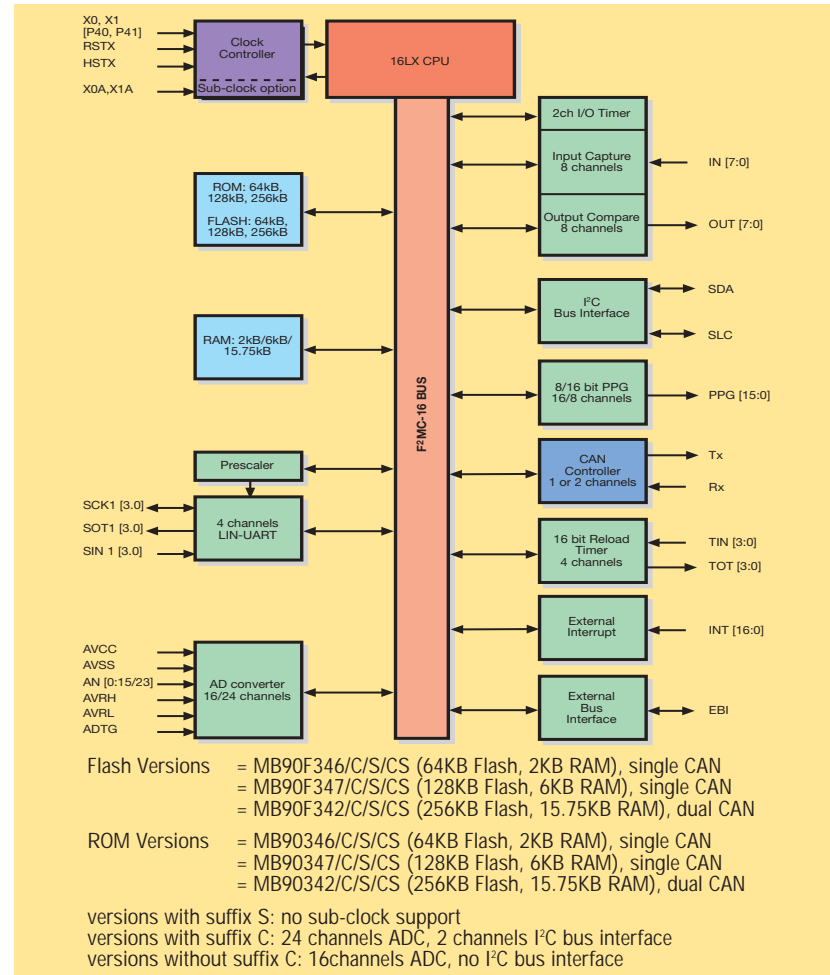 X0, X1
[P40, P41]
RSTX
HSTX
X0A,X1A
Clock
Controller
Sub-clock option
16LX CPU
ROM: 64kB,
128kB, 256kB
FLASH: 64kB,
128kB, 256kB
RAM: 2kB/6kB/
15.75kB
Prescaler
SCK1 [3.0)
SOT1 [3.0)
SIN 1 [3.0)
4 channels
LIN-UART
AVCC
AVSS
AN [0:15/23]
AVRH
AVRL
ADTG
AD converter
16/24 channels
F²MC-16 BUS
2ch I/O Timer
Input Capture
8 channels
IN [7:0]
Output Compare
8 channels
OUT [7:0]
I²C
Bus Interface
SDA
SLC
8/16 bit PPG
16/8 channels
PPG [15:0]
CAN
Controller
1 or 2 channels
Tx
Rx
16 bit Reload
Timer
4 channels
TIN [3:0]
TOT [3:0]
External
Interrupt
INT [16:0]
External
Bus
Interface
EBI
Flash Versions = MB90F346/C/S/CS (64KB Flash, 2KB RAM), single CAN
= MB90F347/C/S/CS (128KB Flash, 6KB RAM), single CAN
= MB90F342/C/S/CS (256KB Flash, 15.75KB RAM), dual CAN
ROM Versions = MB90346/C/S/CS (64KB Flash, 2KB RAM), single CAN
= MB90347/C/S/CS (128KB Flash, 6KB RAM), single CAN
= MB90342/C/S/CS (256KB Flash, 15.75KB RAM), dual CAN
versions with suffix S: no sub-clock support
versions with suffix C: 24 channels ADC, 2 channels I²C bus interface
versions without suffix C: 16channels ADC, no I²C bus interface